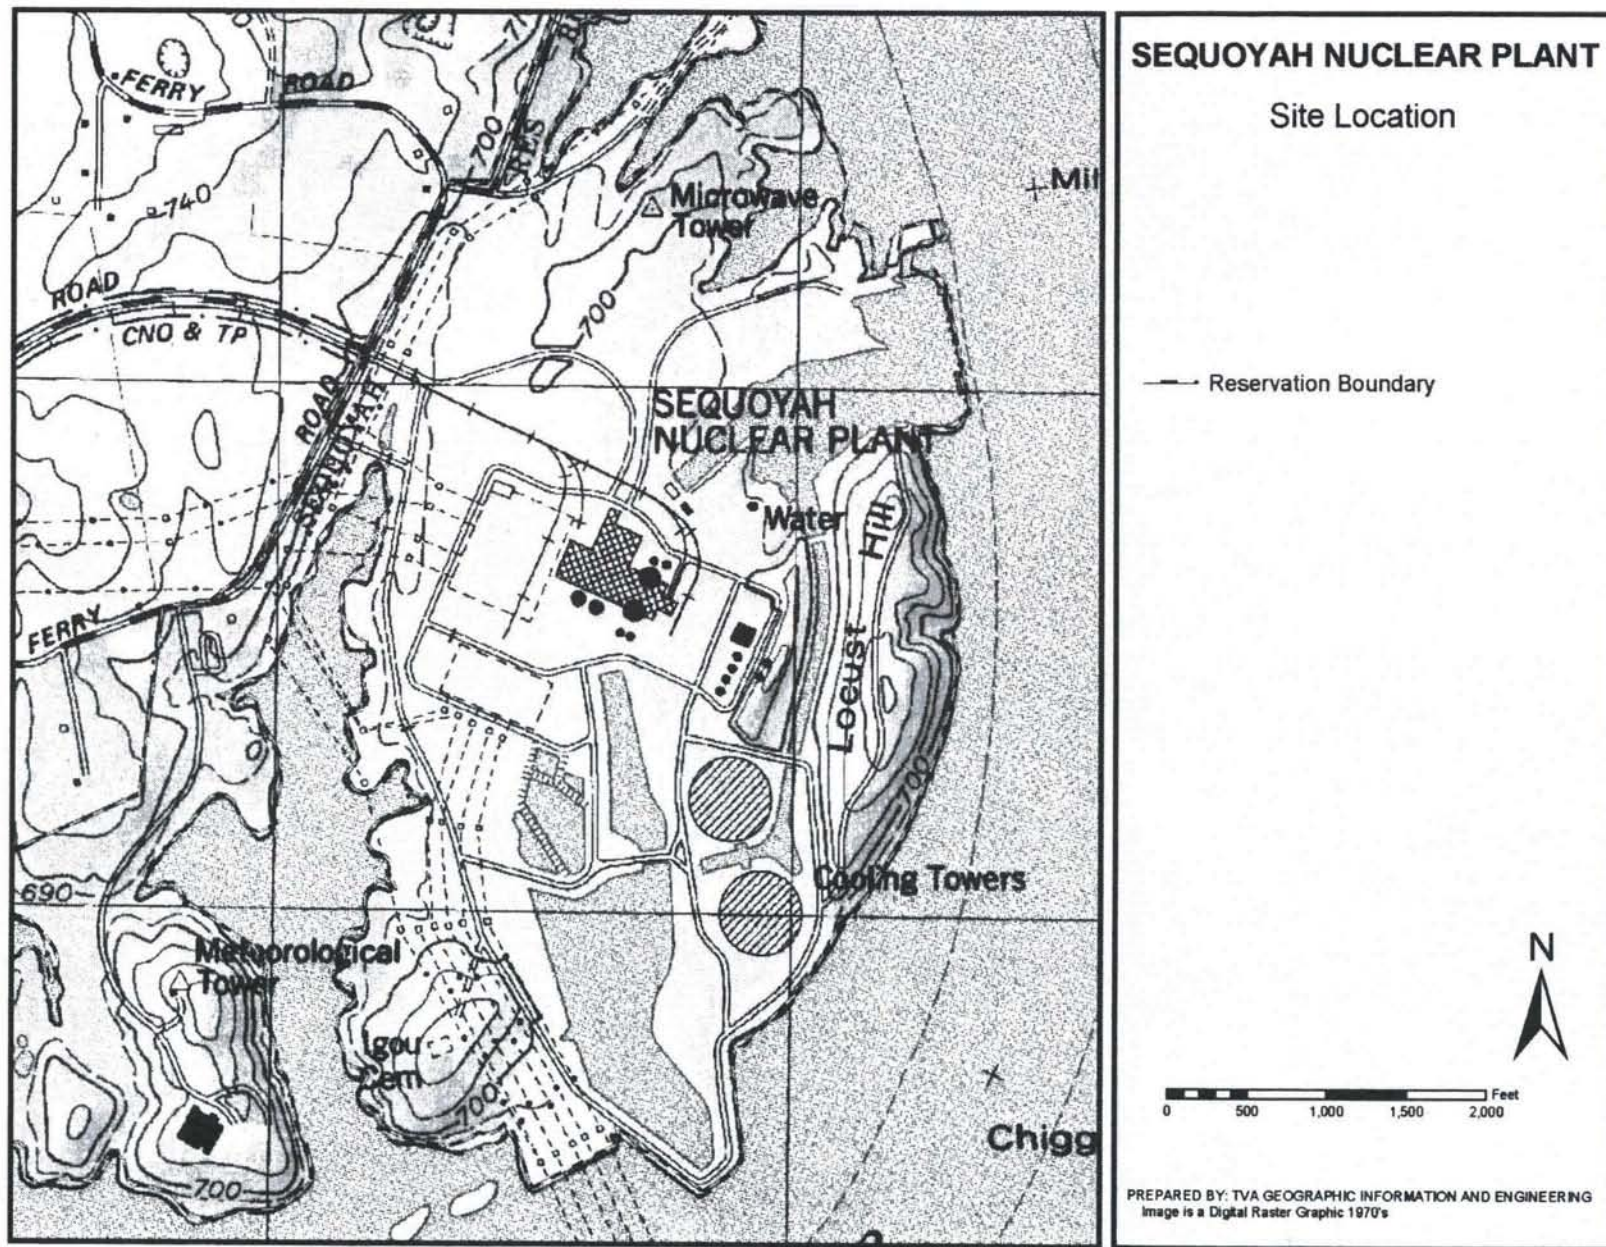 FERRY ROAD
700
RES
740
Microwave
Tower
Mil
ROAD
CNO & TP
700
ROAD
SEQUOYAH
SEQUOYAH
NUCLEAR PLANT
Water
Hill
Locust
FERRY
700
690
Cooling Towers
Meteorological
Tower
Igou
Cem
700
700
Chigg
SEQUOYAH NUCLEAR PLANT
Site Location
Reservation Boundary
N
Feet
0 500 1,000 1,500 2,000
PREPARED BY: TVA GEOGRAPHIC INFORMATION AND ENGINEERING
Image is a Digital Raster Graphic 1970's